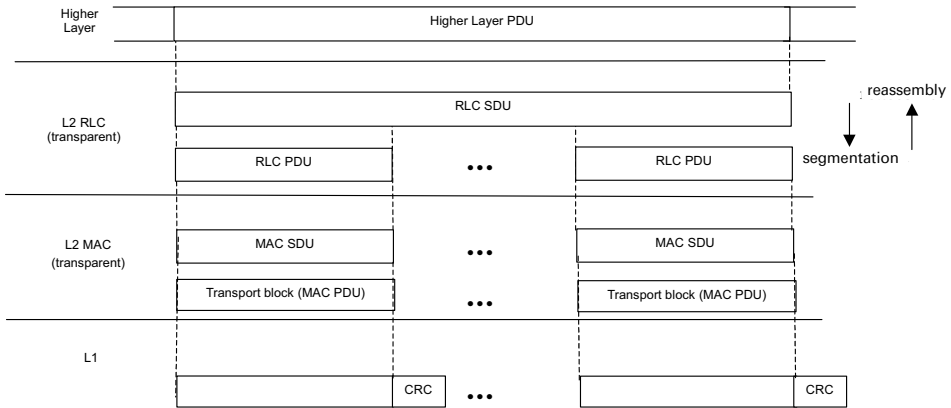 Higher
Layer
Higher Layer PDU
RLC SDU
reassembly
L2 RLC
(transparent)
RLC PDU
•••
RLC PDU
segmentation
L2 MAC
(transparent)
MAC SDU
•••
MAC SDU
Transport block (MAC PDU)
•••
Transport block (MAC PDU)
L1
CRC
•••
CRC